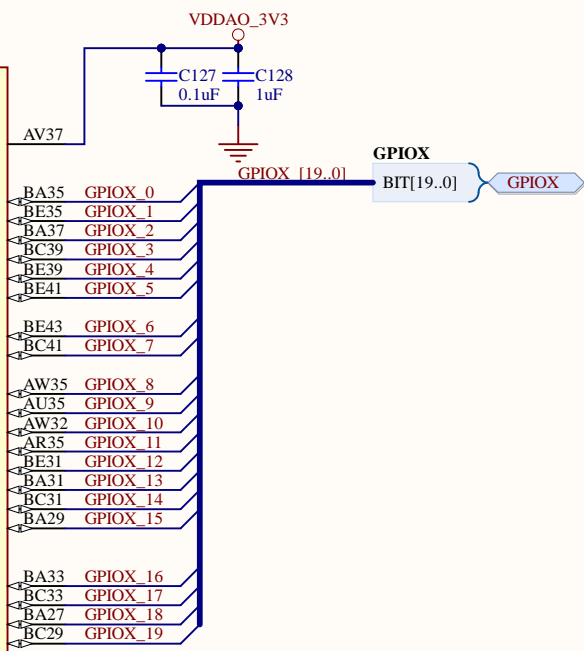 VDDAO_3V3
C127 C128
0.1uF 1uF
AV37
GPIOX
GPIOX_[19..0]
BIT[19..0] GPIOX
BA35 GPIOX_0
BE35 GPIOX_1
BA37 GPIOX_2
BC39 GPIOX_3
BE39 GPIOX_4
BE41 GPIOX_5
BE43 GPIOX_6
BC41 GPIOX_7
AW35 GPIOX_8
AU35 GPIOX_9
AW32 GPIOX_10
AR35 GPIOX_11
BE31 GPIOX_12
BA31 GPIOX_13
BC31 GPIOX_14
BA29 GPIOX_15
BA33 GPIOX_16
BC33 GPIOX_17
BA27 GPIOX_18
BC29 GPIOX_19